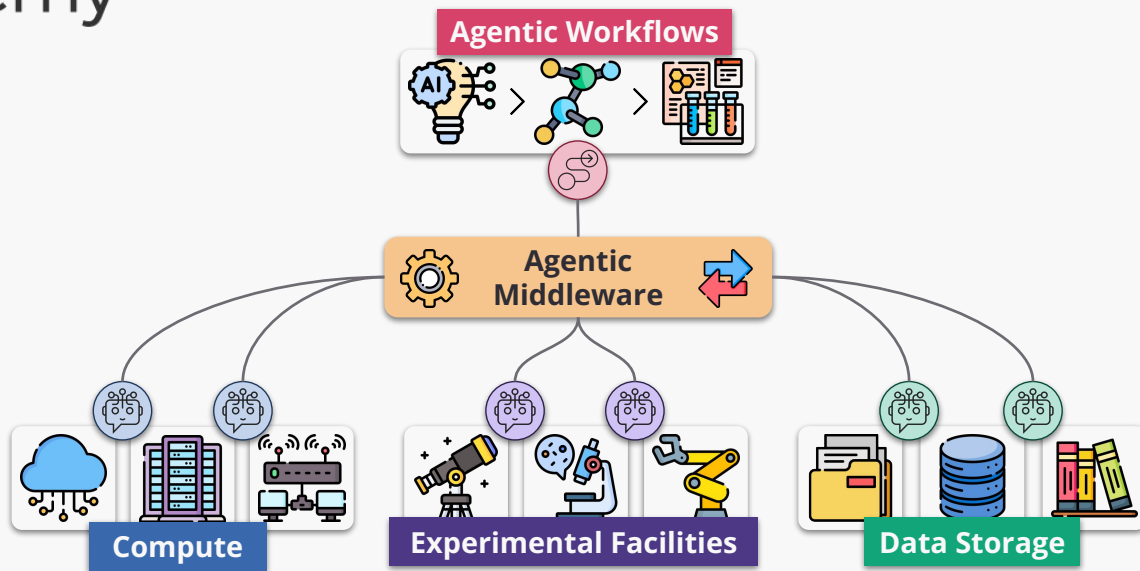 Agentic Workflows
AI
Agentic
Middleware
Compute
Experimental Facilities
Data Storage